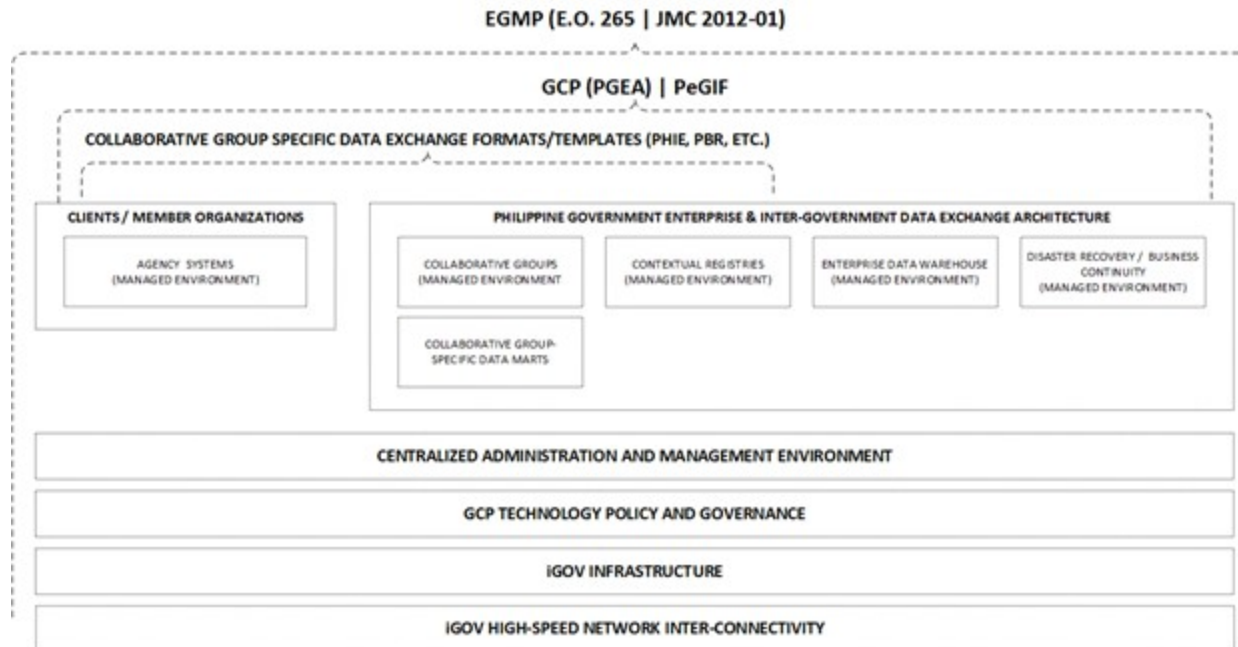 EGMP (E.O. 265 | JMC 2012-01)
GCP (PGEA) | PeGIF
COLLABORATIVE GROUP SPECIFIC DATA EXCHANGE FORMATS/TEMPLATES (PHIE, PBR, ETC.)
CLIENTS / MEMBER ORGANIZATIONS
AGENCY SYSTEMS
(MANAGED ENVIRONMENT)
PHILIPPINE GOVERNMENT ENTERPRISE & INTER-GOVERNMENT DATA EXCHANGE ARCHITECTURE
COLLABORATIVE GROUPS
(MANAGED ENVIRONMENT
CONTEXTUAL REGISTRIES
(MANAGED ENVIRONMENT)
ENTERPRISE DATA WAREHOUSE
(MANAGED ENVIRONMENT)
DISASTER RECOVERY / BUSINESS
CONTINUITY
(MANAGED ENVIRONMENT)
COLLABORATIVE GROUP-
SPECIFIC DATA MARTS
CENTRALIZED ADMINISTRATION AND MANAGEMENT ENVIRONMENT
GCP TECHNOLOGY POLICY AND GOVERNANCE
iGOV INFRASTRUCTURE
iGOV HIGH-SPEED NETWORK INTER-CONNECTIVITY